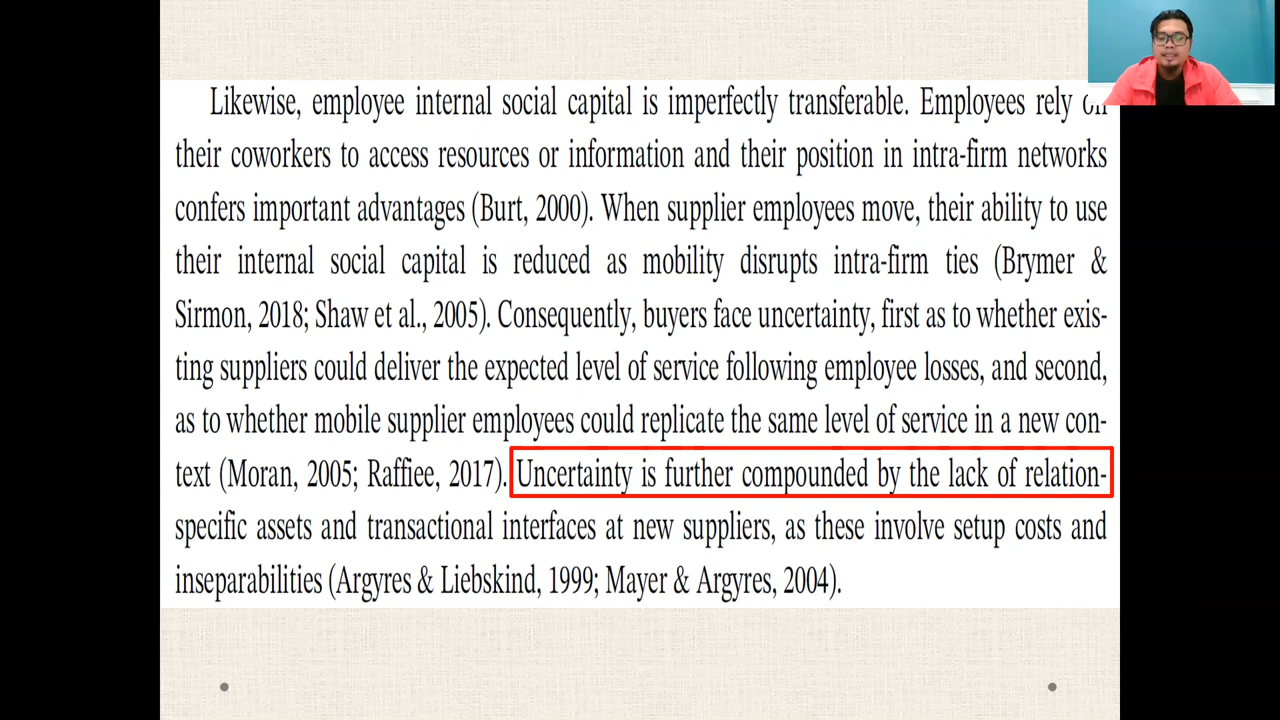 Likewise, employee internal social capital is imperfectly transferable. Employees rely on
their coworkers to access resources or information and their position in intra-firm networks
confers important advantages (Burt, 2000). When supplier employees move, their ability to use
their internal social capital is reduced as mobility disrupts intra-firm ties (Brymer &
Sirmon, 2018; Shaw et al., 2005). Consequently, buyers face uncertainty, first as to whether exis-
ting suppliers could deliver the expected level of service following employee losses, and second,
as to whether mobile supplier employees could replicate the same level of service in a new con-
text (Moran, 2005; Raffiee, 2017). Uncertainty is further compounded by the lack of relation-
specific assets and transactional interfaces at new suppliers, as these involve setup costs and
inseparabilities (Argyres & Liebskind, 1999; Mayer & Argyres, 2004).